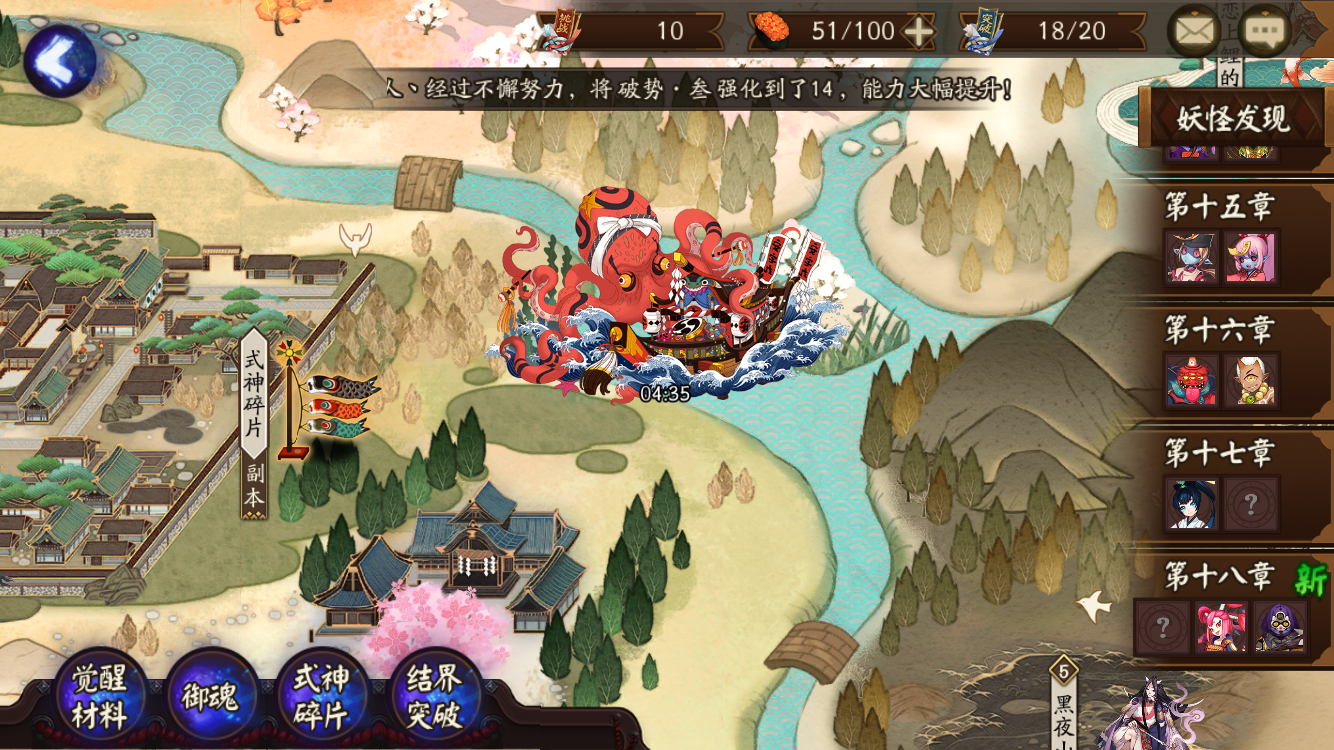 挑战
10
51/100
突破
18/20
恋上鲤的
人、经过不懈努力，将破势·叁强化到了14，能力大幅提升！
妖怪发现
第十五章
第十六章
式神碎片
副本
04:35
第十七章
?
第十八章
新
?
5
黑夜山
觉醒材料
御魂
式神碎片
结界突破